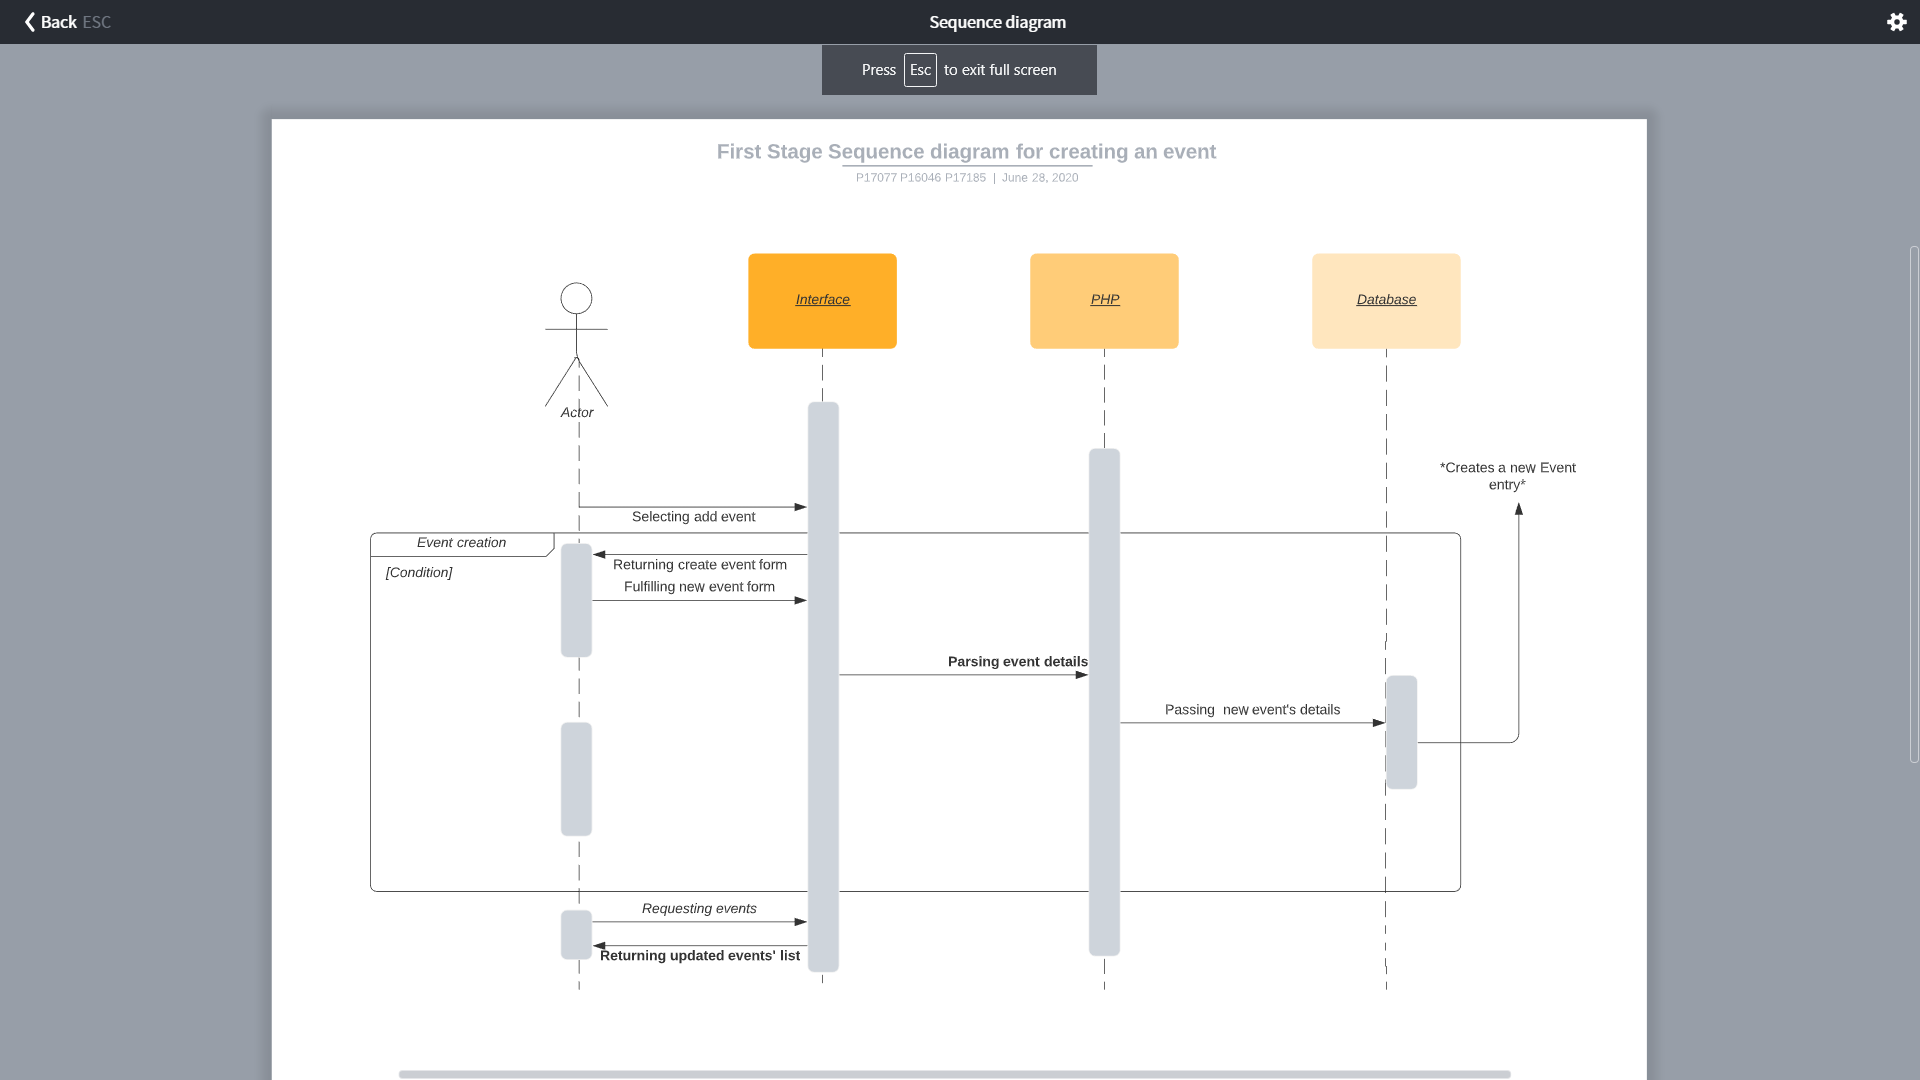 Back ESC
Sequence diagram
Press Esc to exit full screen
First Stage Sequence diagram for creating an event
P17077 P16046 P17185 | June 28, 2020
Interface
PHP
Database
Actor
*Creates a new Event
entry*
Selecting add event
Event creation
[Condition]
Returning create event form
Fulfilling new event form
Parsing event details
Passing  new event's details
Requesting events
Returning updated events' list